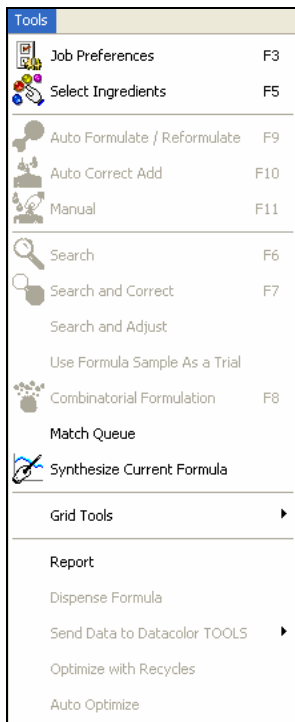 Tools
Job Preferences F3
Select Ingredients F5
Auto Formulate / Reformulate F9
Auto Correct Add F10
Manual F11
Search F6
Search and Correct F7
Search and Adjust
Use Formula Sample As a Trial
Combinatorial Formulation F8
Match Queue
Synthesize Current Formula
Grid Tools
Report
Dispense Formula
Send Data to Datacolor TOOLS
Optimize with Recycles
Auto Optimize